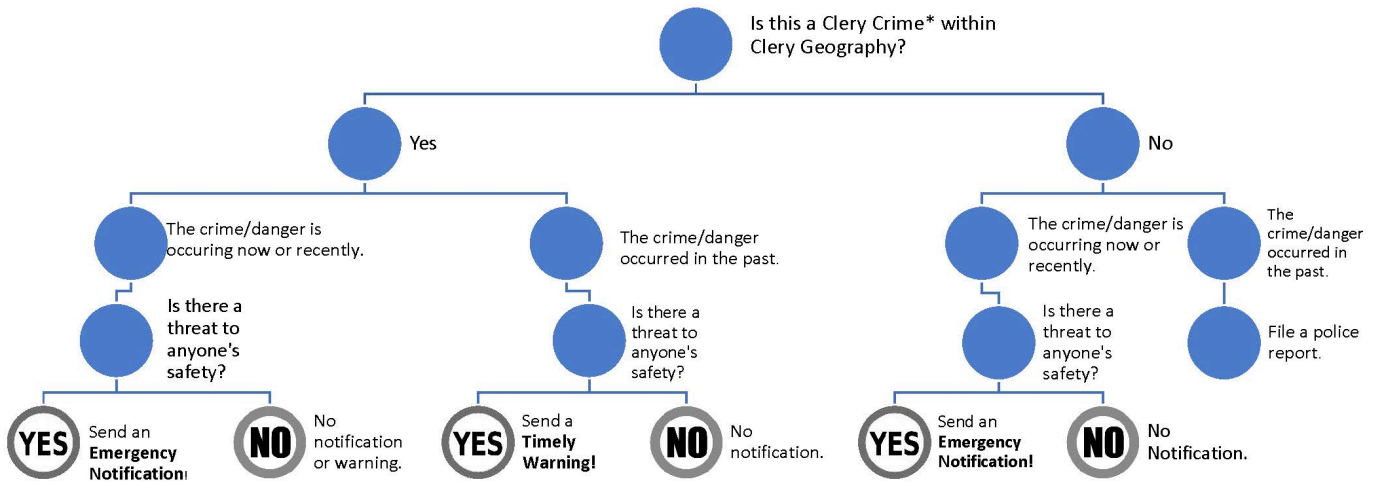 Is this a Clery Crime* within
Clery Geography?
Yes
No
The crime/danger is
occuring now or recently.
The crime/danger
occurred in the past.
The crime/danger is
occurring now or
recently.
The
crime/danger
occurred in
the past.
Is there a
threat to
anyone's
safety?
Is there a
threat to
anyone's
safety?
Is there a
threat to
anyone's
safety?
File a police
report.
YES
Send an
Emergency
Notification!
NO
No
notification
or warning.
YES
Send a
Timely
Warning!
NO
No
notification.
YES
Send an
Emergency
Notification!
NO
No
Notification.